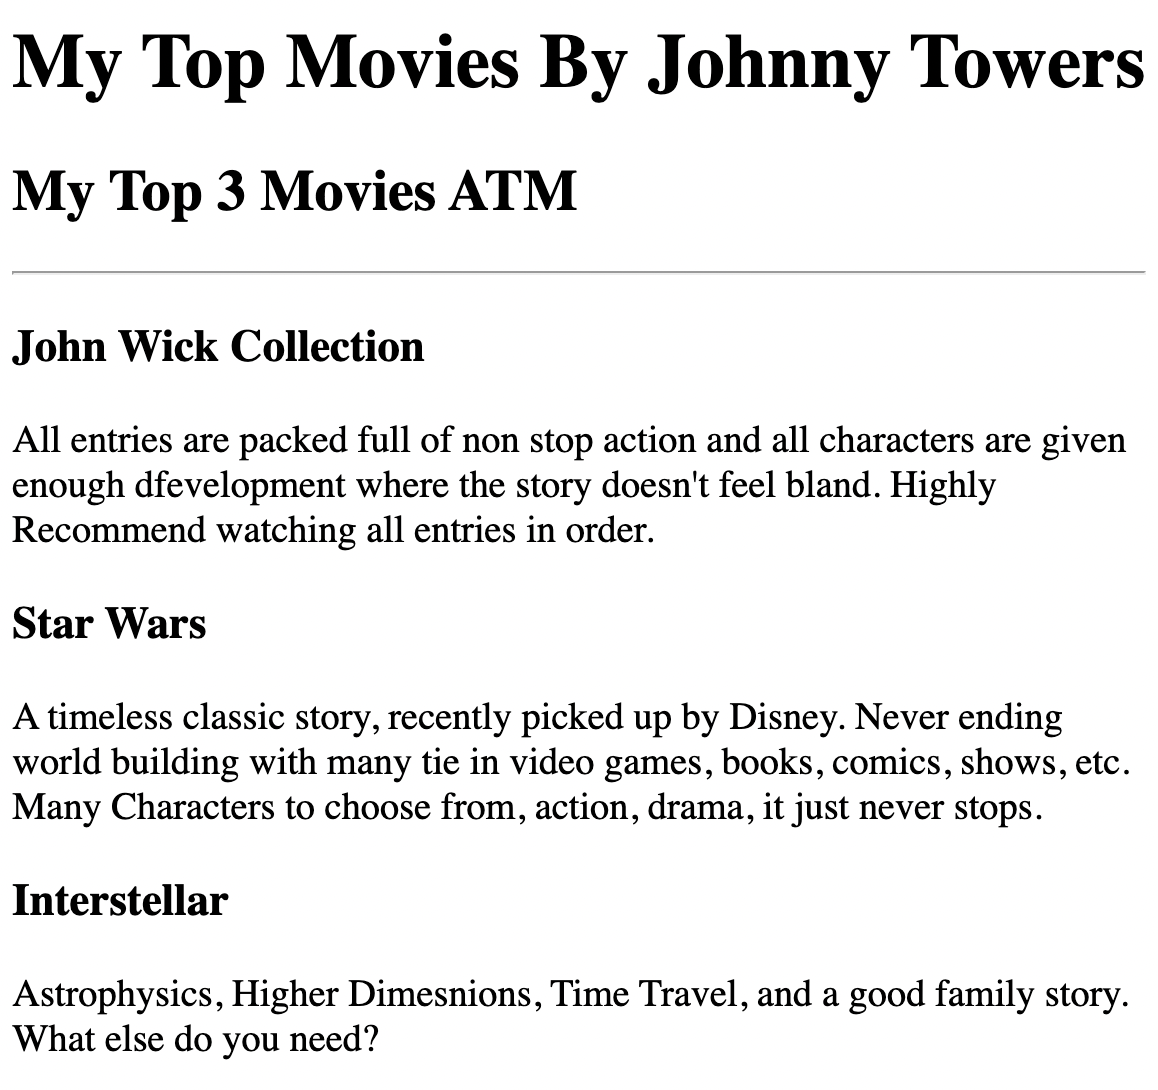 My Top Movies By Johnny Towers
My Top 3 Movies ATM
John Wick Collection
All entries are packed full of non stop action and all characters are given
enough dfevelopment where the story doesn't feel bland. Highly
Recommend watching all entries in order.
Star Wars
A timeless classic story, recently picked up by Disney. Never ending
world building with many tie in video games, books, comics, shows, etc.
Many Characters to choose from, action, drama, it just never stops.
Interstellar
Astrophysics, Higher Dimesnions, Time Travel, and a good family story.
What else do you need?